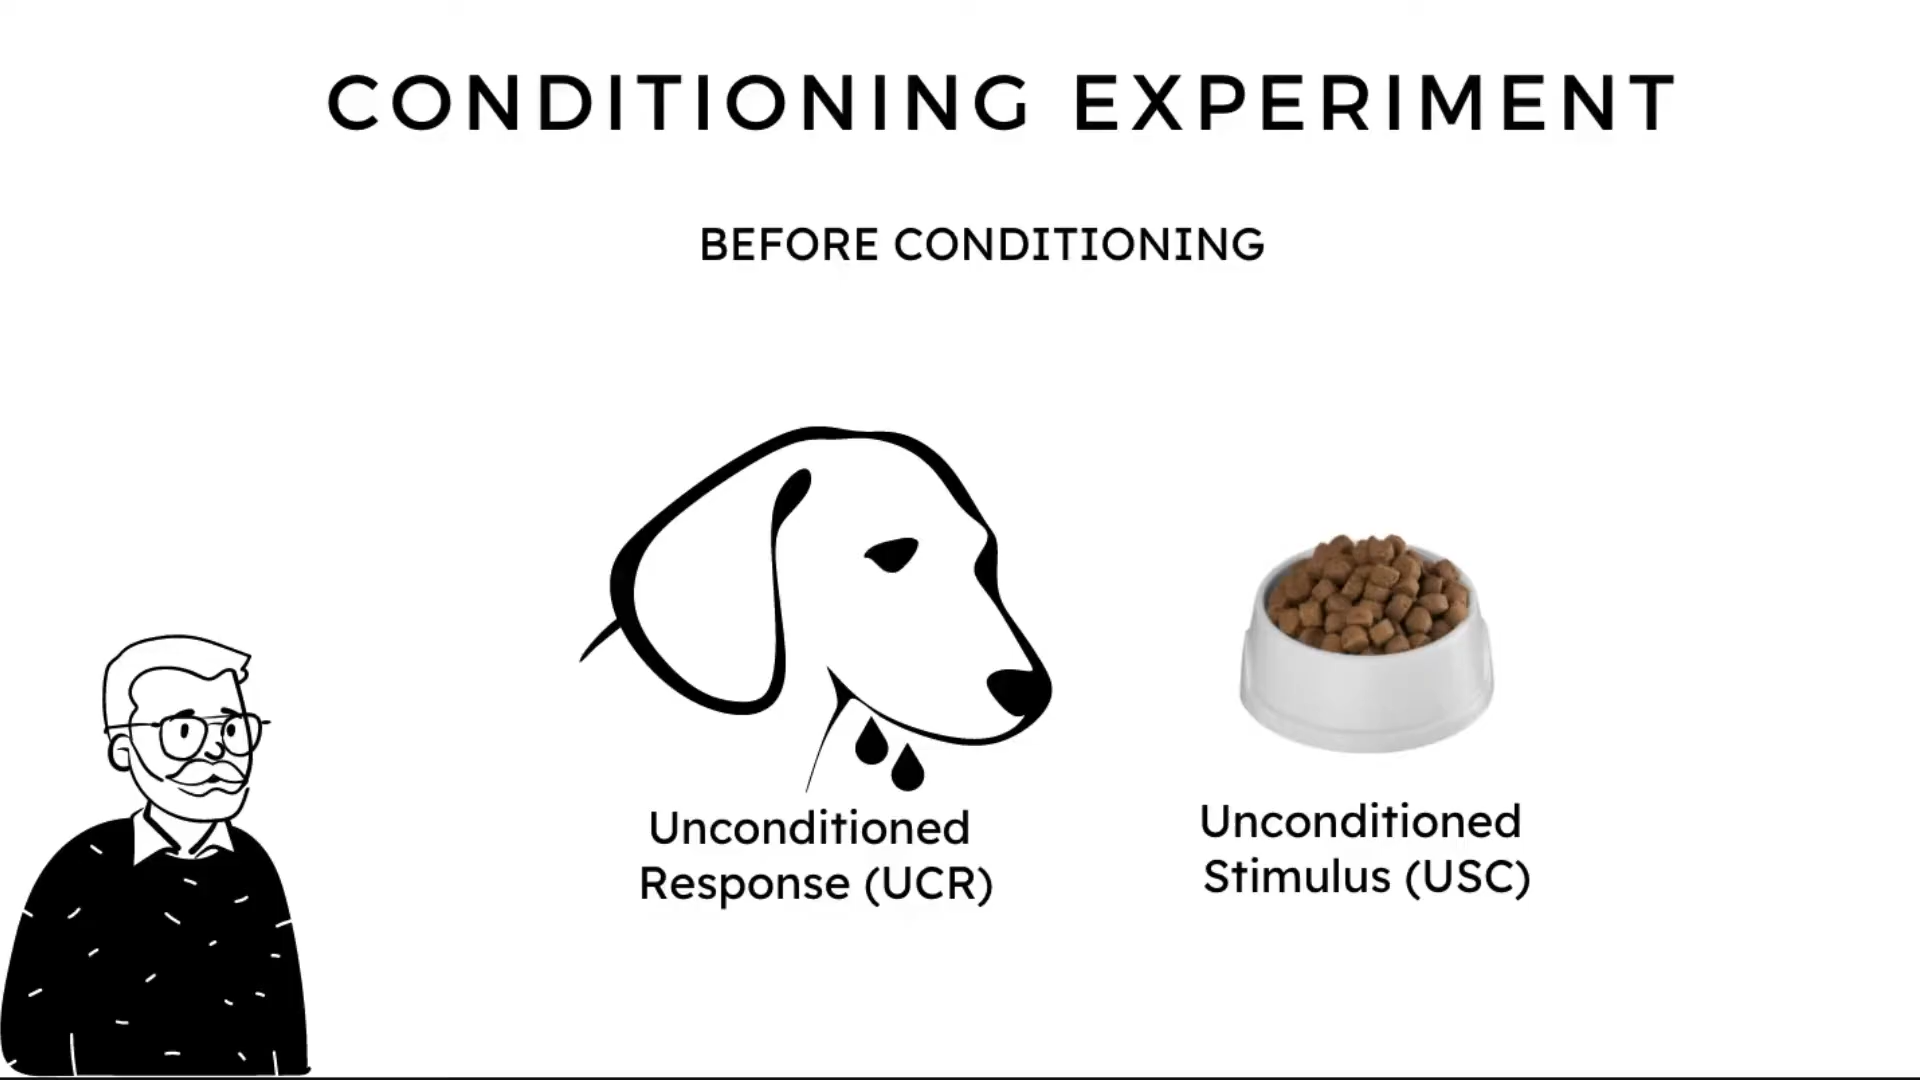 CONDITIONING EXPERIMENT
BEFORE CONDITIONING
Unconditioned
Response (UCR)
Unconditioned
Stimulus (USC)